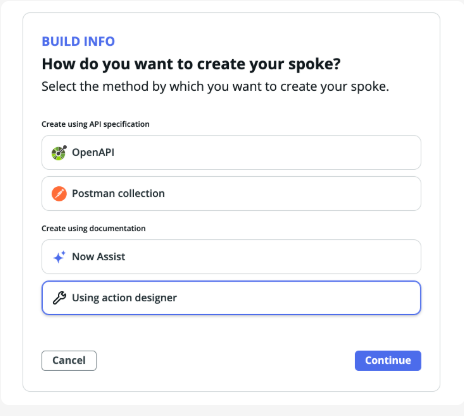 BUILD INFO
How do you want to create your spoke?
Select the method by which you want to create your spoke.
Create using API specification
OpenAPI
Postman collection
Create using documentation
Now Assist
Using action designer
Cancel
Continue